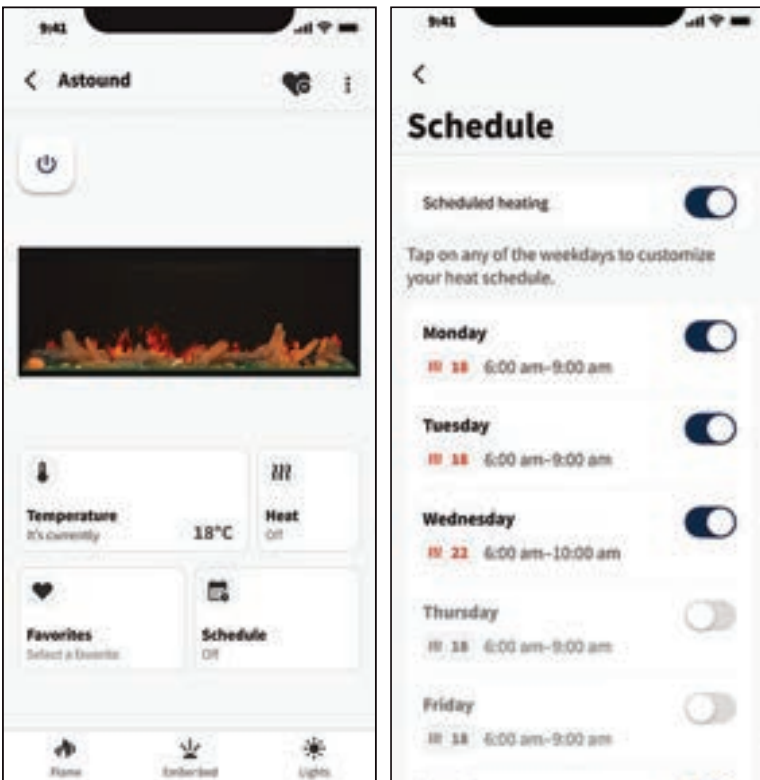 9:41
Astound
Temperature
It's currently
18°C
Heat
Off
Favorites
Select a favorite
Schedule
Off
Flame
Emberbed
Lights
9:41
Schedule
Scheduled heating
Tap on any of the weekdays to customize
your heat schedule.
Monday
18 6:00 am–9:00 am
Tuesday
18 6:00 am–9:00 am
Wednesday
22 6:00 am–10:00 am
Thursday
18 6:00 am–9:00 am
Friday
18 6:00 am–9:00 am